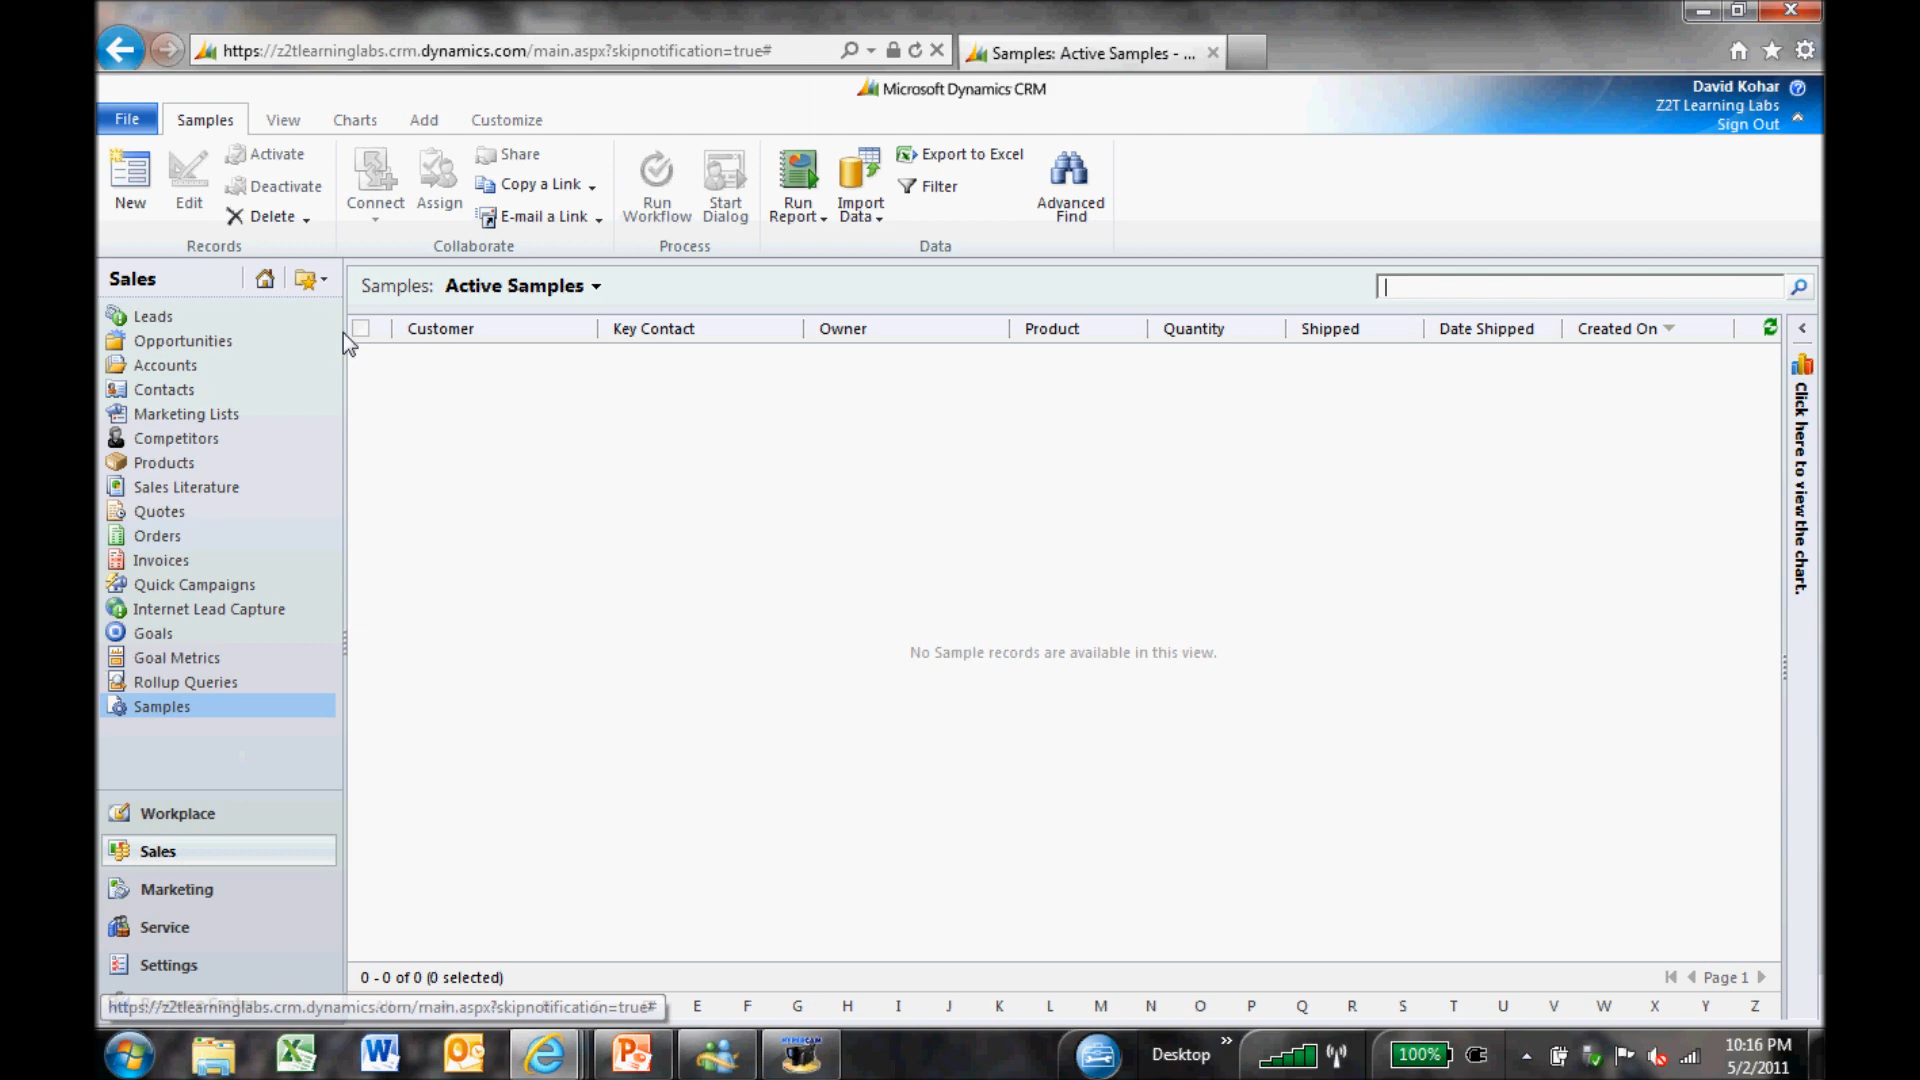 https://z2tlearninglabs.crm.dynamics.com/main.aspx?skipnotification=true#
Samples: Active Samples - ...
Microsoft Dynamics CRM
David Kohar
Z2T Learning Labs
Sign Out
File Samples View Charts Add Customize
New
Edit
Activate
Deactivate
Delete
Records
Connect
Assign
Share
Copy a Link
E-mail a Link
Collaborate
Run Workflow
Start Dialog
Process
Run Report
Import Data
Export to Excel
Filter
Advanced Find
Data
Sales
Leads
Opportunities
Accounts
Contacts
Marketing Lists
Competitors
Products
Sales Literature
Quotes
Orders
Invoices
Quick Campaigns
Internet Lead Capture
Goals
Goal Metrics
Rollup Queries
Samples
Workplace
Sales
Marketing
Service
Settings
Samples: Active Samples
Customer Key Contact Owner Product Quantity Shipped Date Shipped Created On
Click here to view the chart.
No Sample records are available in this view.
0 - 0 of 0 (0 selected)
Page 1
https://z2tlearninglabs.crm.dynamics.com/main.aspx?skipnotification=true#
E F G H I J K L M N O P Q R S T U V W X Y Z
HYPERCAM
Desktop
100%
10:16 PM
5/2/2011